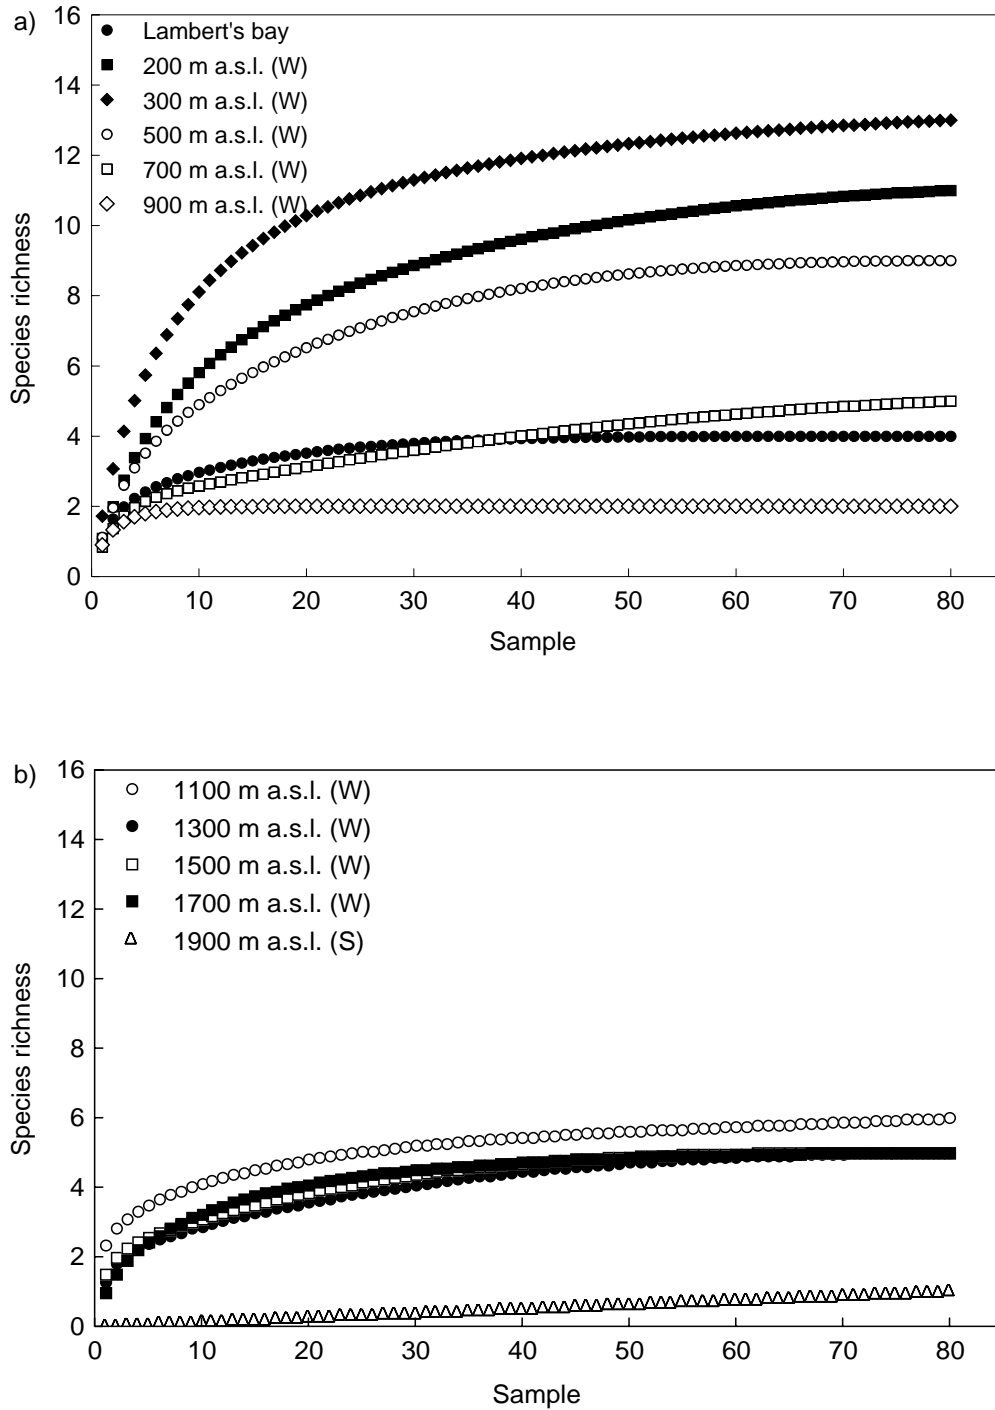 a)
16
14
12
10
8
6
4
2
0
Species richness
Lambert's bay
200 m a.s.l. (W)
300 m a.s.l. (W)
500 m a.s.l. (W)
700 m a.s.l. (W)
900 m a.s.l. (W)
0 10 20 30 40 50 60 70 80
Sample
b)
16
14
12
10
8
6
4
2
0
Species richness
1100 m a.s.l. (W)
1300 m a.s.l. (W)
1500 m a.s.l. (W)
1700 m a.s.l. (W)
1900 m a.s.l. (S)
0 10 20 30 40 50 60 70 80
Sample